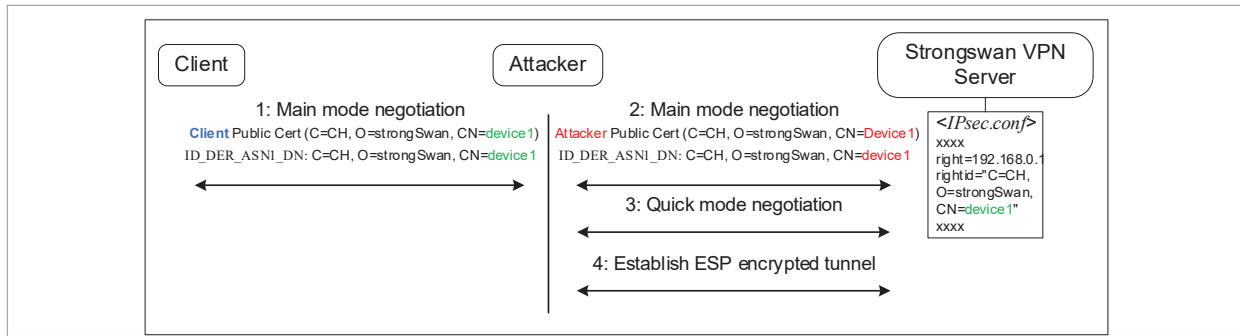 Client
Attacker
Strongswan VPN
Server
1: Main mode negotiation
Client Public Cert (C=CH, O=strongSwan, CN=device1)
ID_DER_ASN1_DN: C=CH, O=strongSwan, CN=device1
2: Main mode negotiation
Attacker Public Cert (C=CH, O=strongSwan, CN=Device1)
ID_DER_ASN1_DN: C=CH, O=strongSwan, CN=device1
3: Quick mode negotiation
4: Establish ESP encrypted tunnel
<IPsec.conf>
xxxx
right=192.168.0.1
rightid="C=CH,
O=strongSwan,
CN=device1"
xxxx